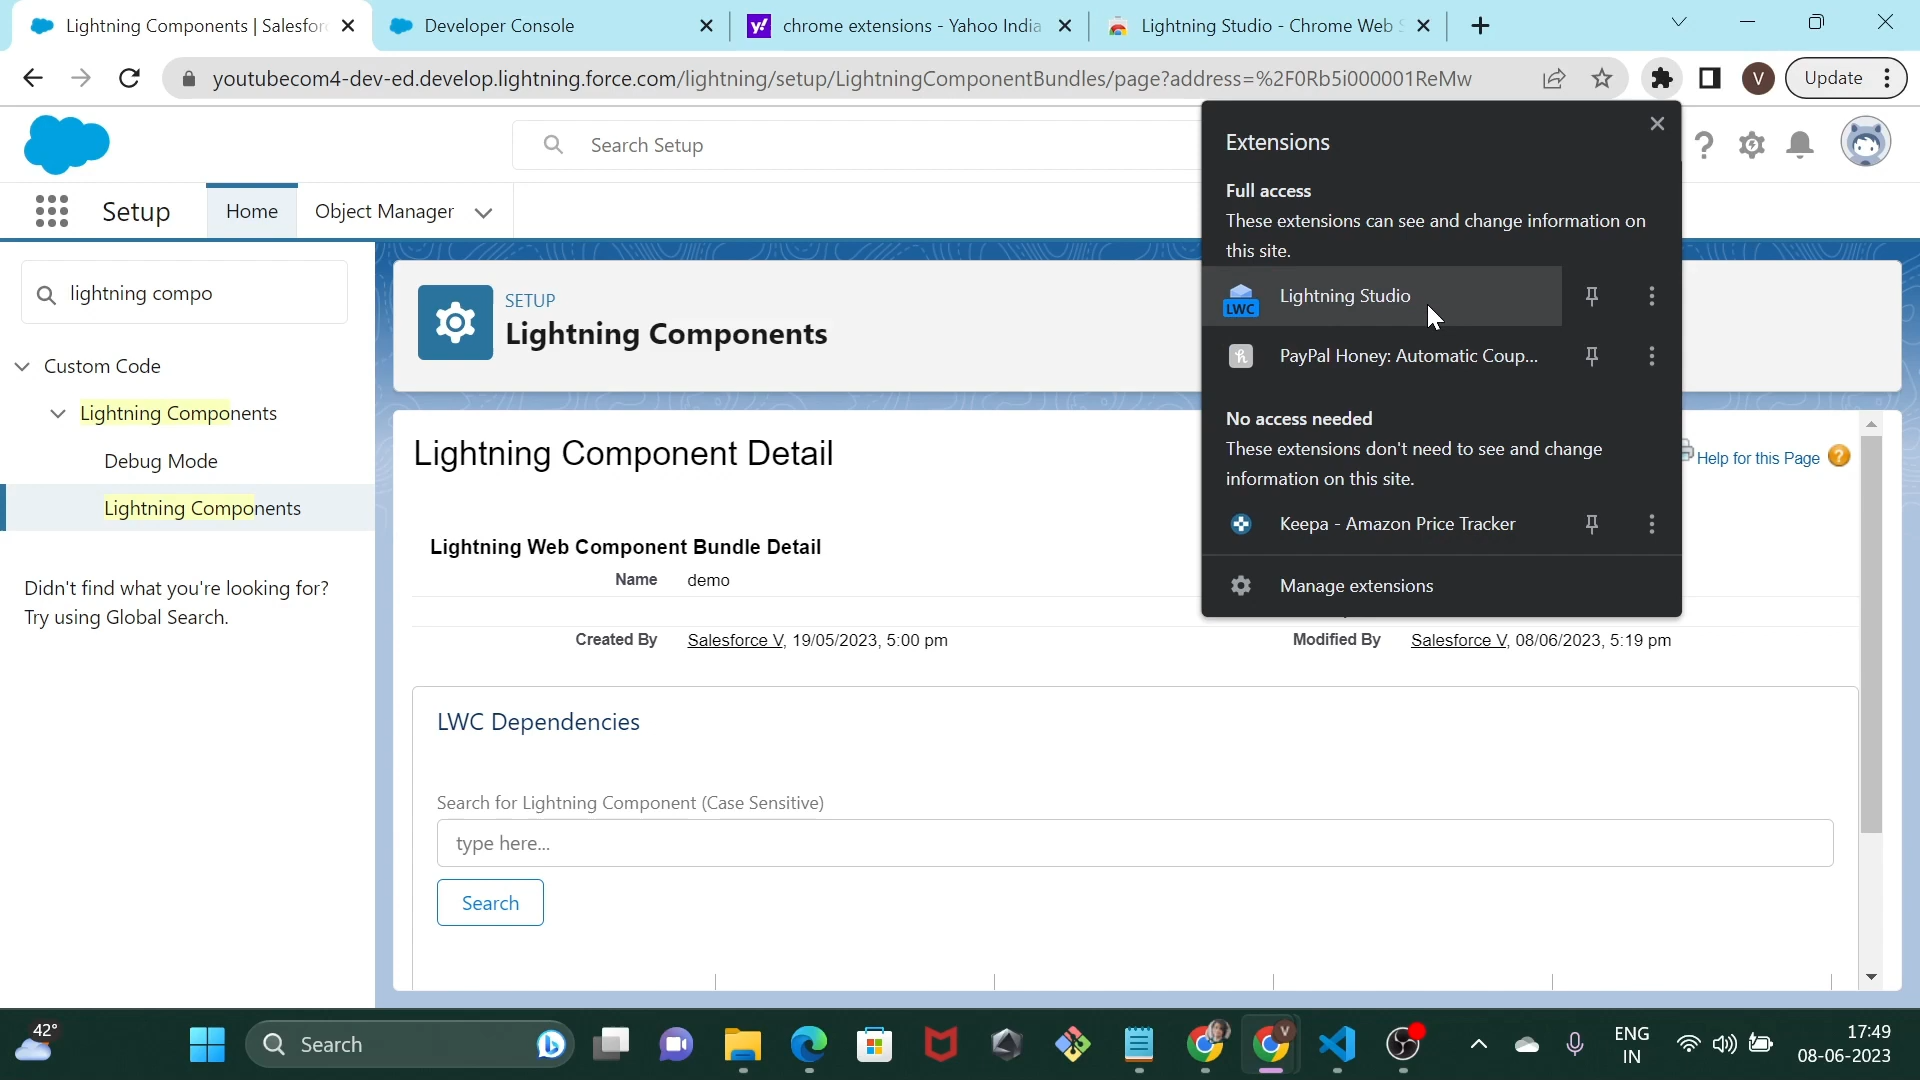 Lightning Components | Salesfor
Developer Console
chrome extensions - Yahoo India
Lightning Studio - Chrome Web S
youtubecom4-dev-ed.develop.lightning.force.com/lightning/setup/LightningComponentBundles/page?address=%2F0Rb5i000001ReMw
V
Update
Search Setup
Setup
Home
Object Manager
lightning compo
Custom Code
Lightning Components
Debug Mode
Lightning Components
Didn't find what you're looking for?
Try using Global Search.
SETUP
Lightning Components
Lightning Component Detail
Help for this Page
Lightning Web Component Bundle Detail
Name demo
Created By Salesforce V, 19/05/2023, 5:00 pm
Modified By Salesforce V, 08/06/2023, 5:19 pm
LWC Dependencies
Search for Lightning Component (Case Sensitive)
type here...
Search
Extensions
Full access
These extensions can see and change information on
this site.
LWC Lightning Studio
PayPal Honey: Automatic Coup...
No access needed
These extensions don't need to see and change
information on this site.
Keepa - Amazon Price Tracker
Manage extensions
42°
Search
V
ENG
IN
17:49
08-06-2023